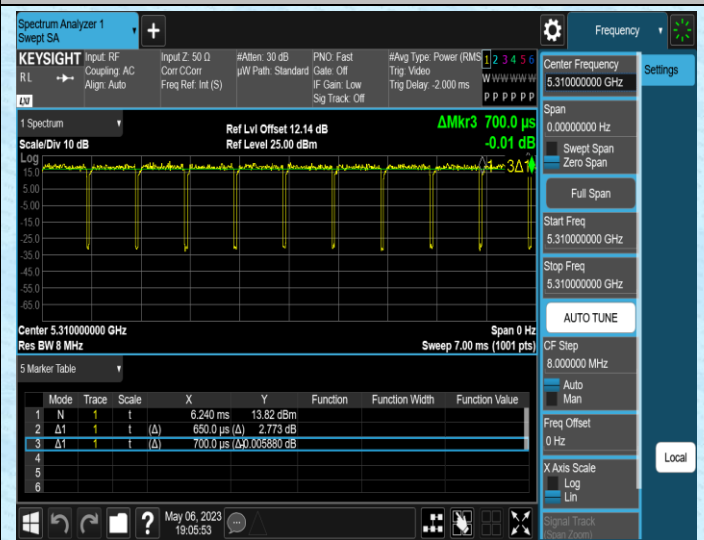 Spectrum Analyzer 1
Swept SA
Frequency
KEYSIGHT
RL
LXI
Input: RF
Coupling: AC
Align: Auto
Input Z: 50 Ω
Corr CCorr
Freq Ref: Int (S)
#Atten: 30 dB
µW Path: Standard
PNO: Fast
Gate: Off
IF Gain: Low
Sig Track: Off
#Avg Type: Power (RMS
Trig: Video
Trig Delay: -2.000 ms
1 2 3 4 5 6
W W W W W W
P P P P P P
1 Spectrum
Scale/Div 10 dB
Ref Lvl Offset 12.14 dB
Ref Level 25.00 dBm
ΔMkr3 700.0 µs
-0.01 dB
Log
15.0
5.00
-5.00
-15.0
-25.0
-35.0
-45.0
-55.0
-65.0
3Δ1
Center 5.310000000 GHz
Res BW 8 MHz
Span 0 Hz
Sweep 7.00 ms (1001 pts)
5 Marker Table
Mode Trace Scale X Y Function Function Width Function Value
1 N 1 t 6.240 ms 13.82 dBm
2 Δ1 1 t (Δ) 650.0 µs (Δ) 2.773 dB
3 Δ1 1 t (Δ) 700.0 µs (Δ)-0.005880 dB
4
5
6
?
May 06, 2023
19:05:53
Center Frequency
5.310000000 GHz
Span
0.00000000 Hz
Swept Span
Zero Span
Full Span
Start Freq
5.310000000 GHz
Stop Freq
5.310000000 GHz
AUTO TUNE
CF Step
8.000000 MHz
Auto
Man
Freq Offset
0 Hz
X Axis Scale
Log
Lin
Signal Track
(Span Zoom)
Settings
Local